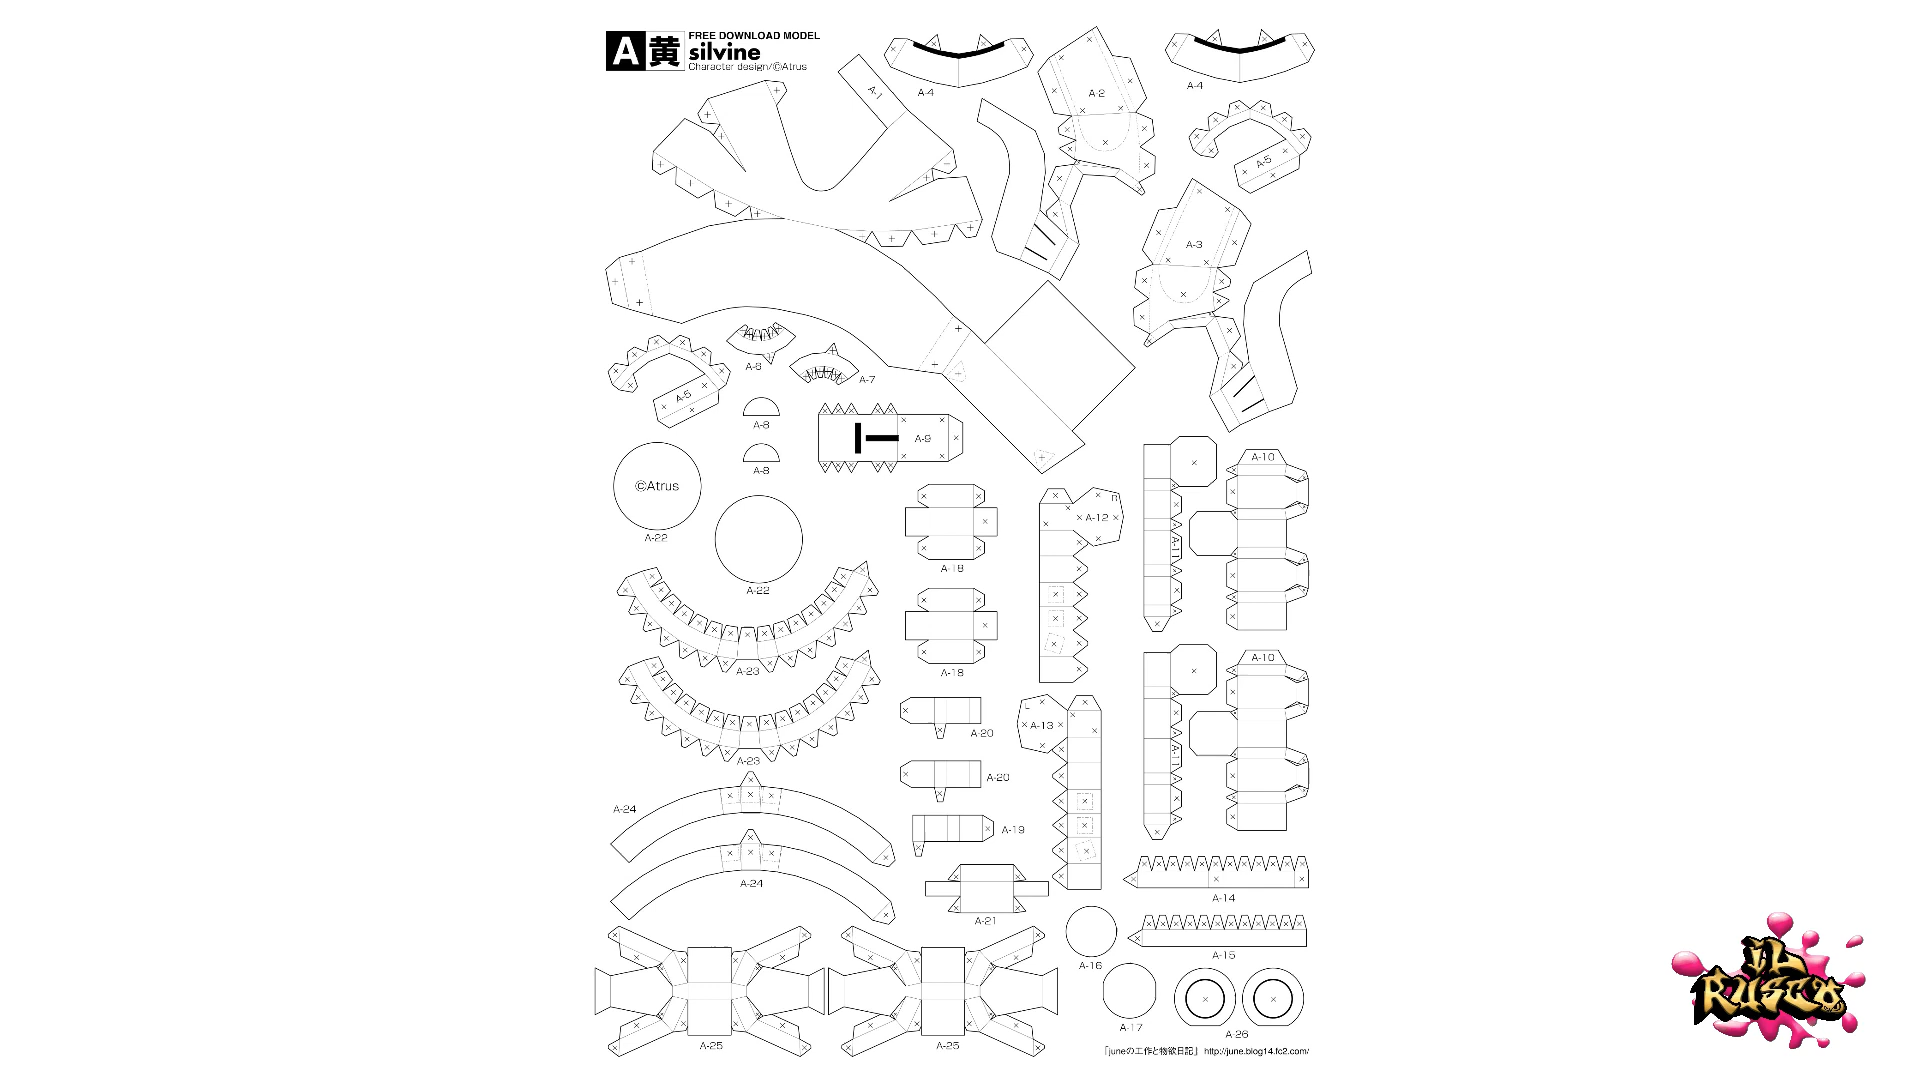 A 黄 FREE DOWNLOAD MODEL
silvine
Character design/©Atrus
A-1
A-4
A-2
A-4
A-5
A-3
A-6
A-7
A-5
A-8
A-9
A-8
A-10
©Atrus
A-22
A-22
R
A-12
A-11
A-18
A-18
A-10
A-23
L
A-13
A-20
A-11
A-23
A-20
A-24
A-19
A-24
A-14
A-21
A-15
A-16
A-17
A-26
A-25
A-25
「juneの工作と物欲日記」 http://june.blog14.fc2.com/
IL
RUSCO